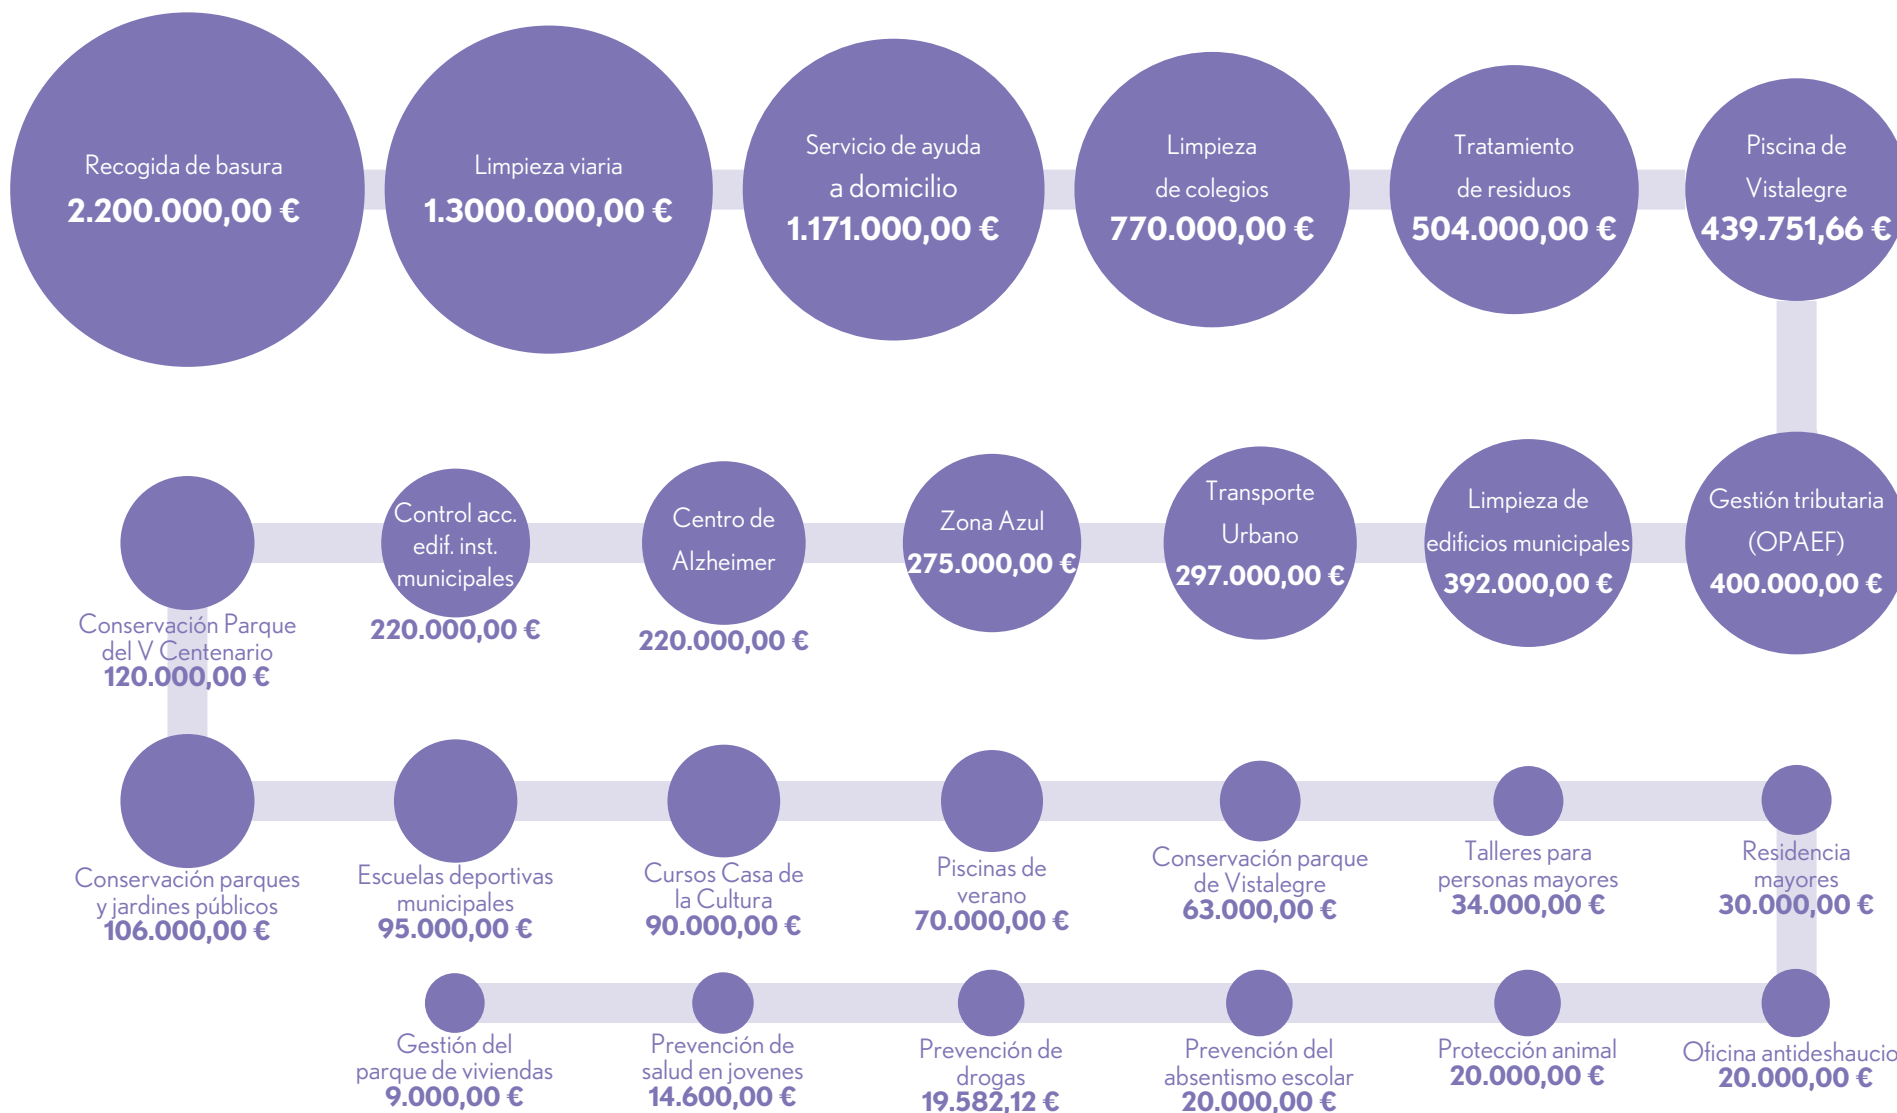 Recogida de basura
2.200.000,00 €
Limpieza viaria
1.3000.000,00 €
Servicio de ayuda
a domicilio
1.171.000,00 €
Limpieza
de colegios
770.000,00 €
Tratamiento
de residuos
504.000,00 €
Piscina de
Vistalegre
439.751,66 €
Gestión tributaria
(OPAEF)
400.000,00 €
Limpieza de
edificios municipales
392.000,00 €
Transporte
Urbano
297.000,00 €
Zona Azul
275.000,00 €
Centro de
Alzheimer
220.000,00 €
Control acc.
edif. inst.
municipales
220.000,00 €
Conservación Parque
del V Centenario
120.000,00 €
Conservación parques
y jardines públicos
106.000,00 €
Escuelas deportivas
municipales
95.000,00 €
Cursos Casa de
la Cultura
90.000,00 €
Piscinas de
verano
70.000,00 €
Conservación parque
de Vistalegre
63.000,00 €
Talleres para
personas mayores
34.000,00 €
Residencia
mayores
30.000,00 €
Oficina antideshaucio
20.000,00 €
Protección animal
20.000,00 €
Prevención del
absentismo escolar
20.000,00 €
Prevención de
drogas
19.582,12 €
Prevención de
salud en jovenes
14.600,00 €
Gestión del
parque de viviendas
9.000,00 €